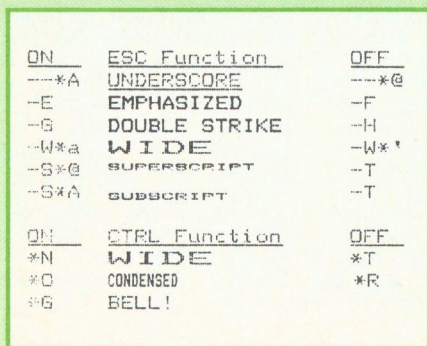 ON ESC Function OFF
--*A UNDERSCORE --*@
-E EMPHASIZED -F
-G DOUBLE STRIKE -H
-W*a WIDE -W*'
-S*@ SUPERSCRIPT -T
-S*A SUBSCRIPT -T
ON CTRL Function OFF
*N WIDE *T
*O CONDENSED *R
*G BELL!